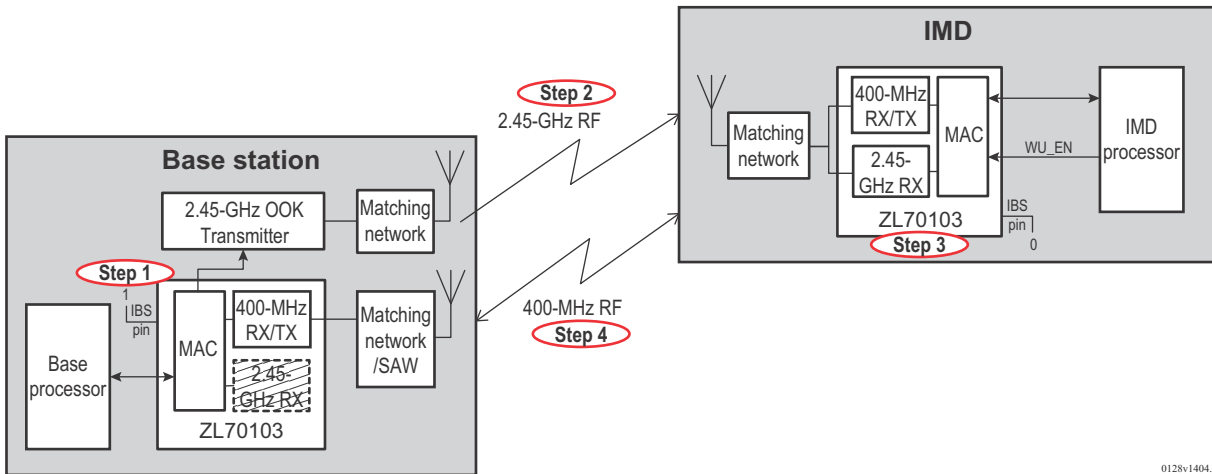 IMD
Step 2
2.45-GHz RF
Matching
network
400-MHz
RX/TX
2.45-
GHz RX
MAC
WU_EN
IMD
processor
ZL70103
IBS
pin
0
Step 3
Base station
2.45-GHz OOK
Transmitter
Matching
network
Step 1
1
IBS
pin
MAC
400-MHz
RX/TX
2.45-
GHz RX
ZL70103
Base
processor
Matching
network
/SAW
400-MHz RF
Step 4
0128v1404.